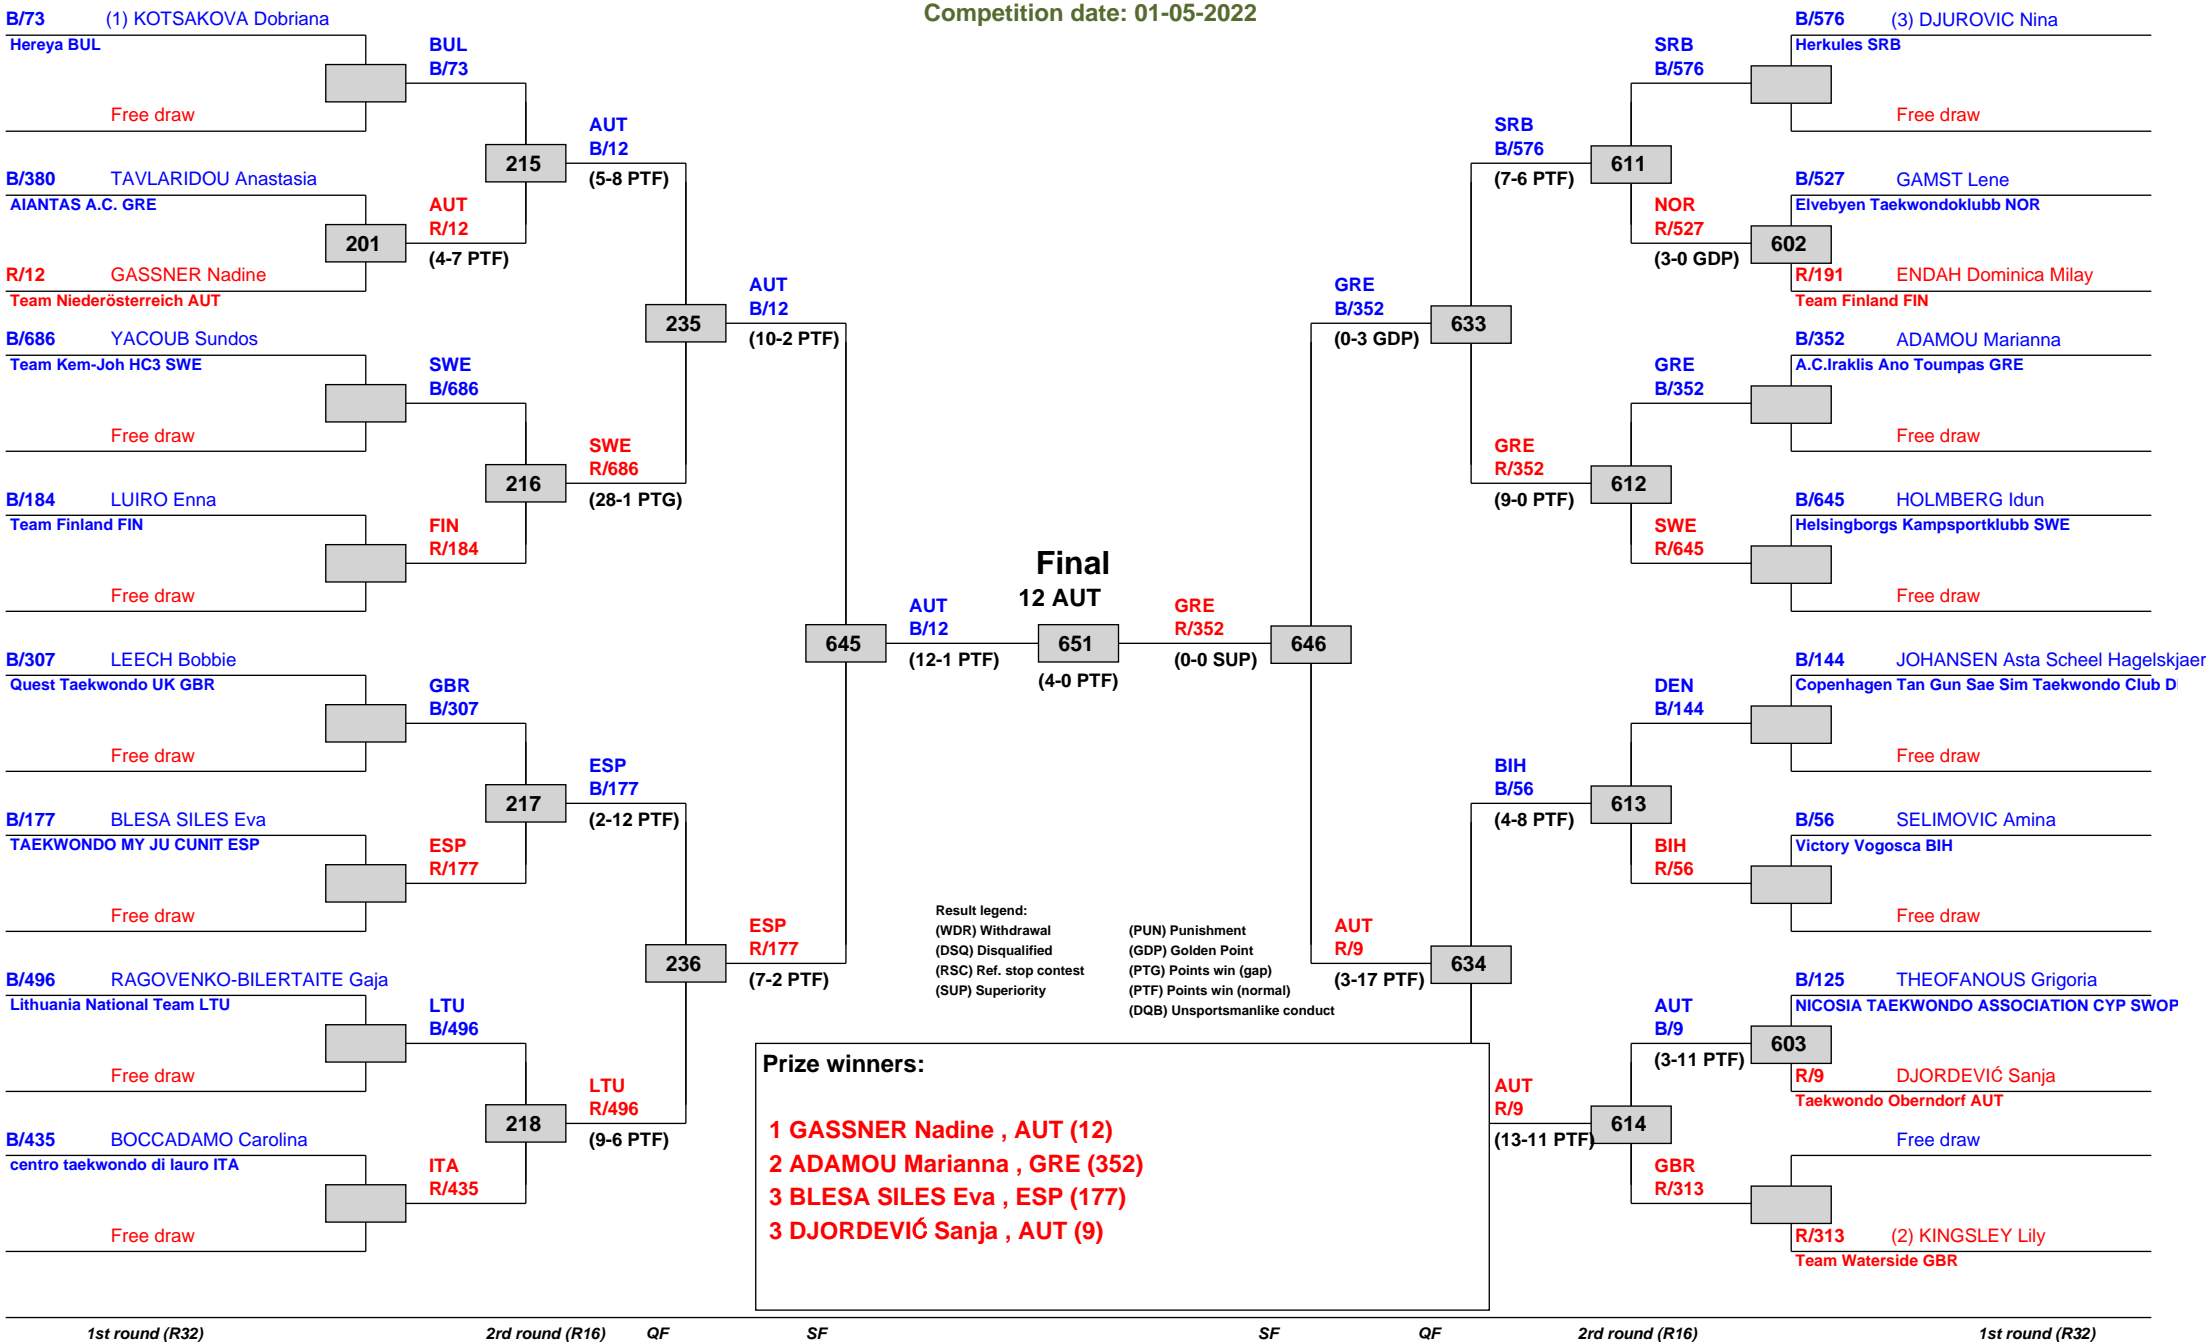 Competition date: 01-05-2022
B/73 (1) KOTSAKOVA Dobriana
Hereya BUL
Free draw
B/380 TAVLARIDOU Anastasia
AIANTAS A.C. GRE
201
R/12 GASSNER Nadine
Team Niederösterreich AUT
B/686 YACOUB Sundos
Team Kem-Joh HC3 SWE
Free draw
B/184 LUIRO Enna
Team Finland FIN
Free draw
B/307 LEECH Bobbie
Quest Taekwondo UK GBR
Free draw
B/177 BLESA SILES Eva
TAEKWONDO MY JU CUNIT ESP
Free draw
B/496 RAGOVENKO-BILERTAITE Gaja
Lithuania National Team LTU
Free draw
B/435 BOCCADAMO Carolina
centro taekwondo di lauro ITA
Free draw
BUL
B/73
215
AUT
R/12
(4-7 PTF)
SWE
B/686
216
FIN
R/184
GBR
B/307
217
ESP
R/177
LTU
B/496
218
ITA
R/435
AUT
B/12
(5-8 PTF)
235
SWE
R/686
(28-1 PTG)
ESP
B/177
(2-12 PTF)
236
LTU
R/496
(9-6 PTF)
AUT
B/12
(10-2 PTF)
645
ESP
R/177
(7-2 PTF)
AUT
B/12
(12-1 PTF)
Final
12 AUT
651
(4-0 PTF)
GRE
R/352
(0-0 SUP)
646
GRE
B/352
(0-3 GDP)
633
AUT
R/9
(3-17 PTF)
634
SRB
B/576
(7-6 PTF)
611
GRE
R/352
(9-0 PTF)
612
BIH
B/56
(4-8 PTF)
613
AUT
R/9
(13-11 PTF)
614
SRB
B/576
NOR
R/527
(3-0 GDP)
602
GRE
B/352
SWE
R/645
DEN
B/144
BIH
R/56
AUT
B/9
(3-11 PTF)
603
GBR
R/313
B/576 (3) DJUROVIC Nina
Herkules SRB
Free draw
B/527 GAMST Lene
Elvebyen Taekwondoklubb NOR
R/191 ENDAH Dominica Milay
Team Finland FIN
B/352 ADAMOU Marianna
A.C.Iraklis Ano Toumpas GRE
Free draw
B/645 HOLMBERG Idun
Helsingborgs Kampsportklubb SWE
Free draw
B/144 JOHANSEN Asta Scheel Hagelskjaer
Copenhagen Tan Gun Sae Sim Taekwondo Club D
Free draw
B/56 SELIMOVIC Amina
Victory Vogosca BIH
Free draw
B/125 THEOFANOUS Grigoria
NICOSIA TAEKWONDO ASSOCIATION CYP SWOP
R/9 DJORDEVIĆ Sanja
Taekwondo Oberndorf AUT
Free draw
R/313 (2) KINGSLEY Lily
Team Waterside GBR
Result legend:
(WDR) Withdrawal
(DSQ) Disqualified
(RSC) Ref. stop contest
(SUP) Superiority
(PUN) Punishment
(GDP) Golden Point
(PTG) Points win (gap)
(PTF) Points win (normal)
(DQB) Unsportsmanlike conduct
Prize winners:
1 GASSNER Nadine , AUT (12)
2 ADAMOU Marianna , GRE (352)
3 BLESA SILES Eva , ESP (177)
3 DJORDEVIĆ Sanja , AUT (9)
1st round (R32) 2rd round (R16) QF SF SF QF 2rd round (R16) 1st round (R32)